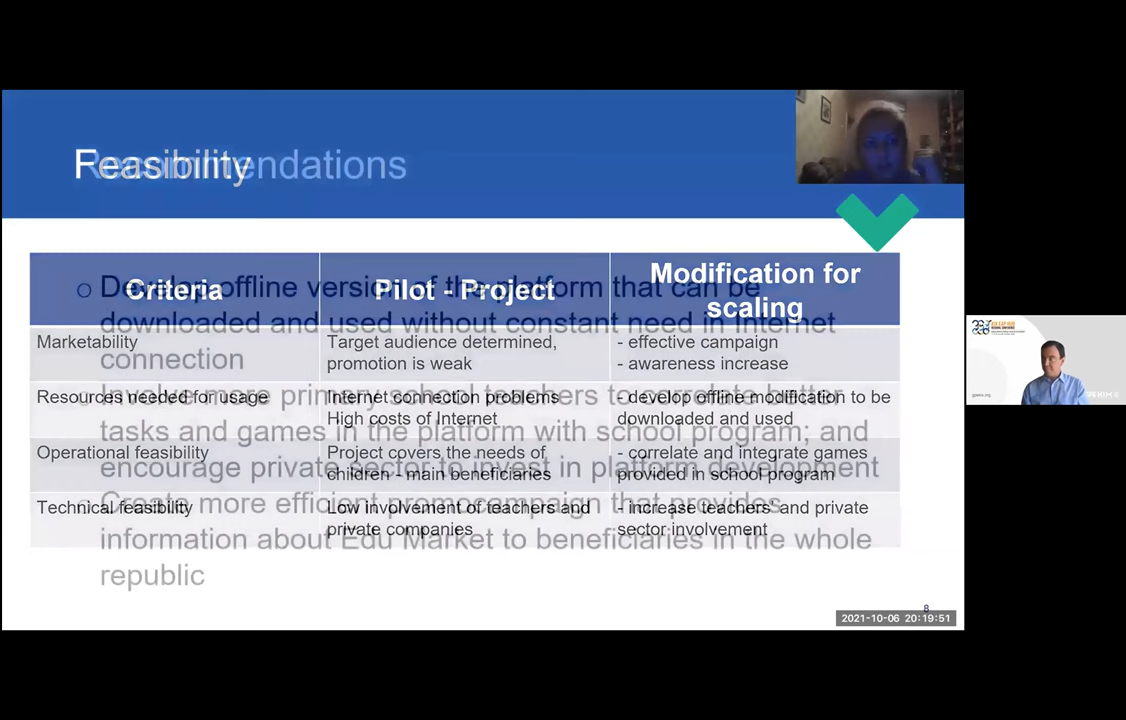 Feasibility
Recommendations
Criteria
Pilot - Project
Modification for
scaling
Marketability
Target audience determined,
promotion is weak
- effective campaign
- awareness increase
Resources needed for usage
Internet connection problems
High costs of Internet
- develop offline modification to be
downloaded and used
Operational feasibility
Project covers the needs of
children - main beneficiaries
- correlate and integrate games
provided in school program
Technical feasibility
Low involvement of teachers and
private companies
- increase teachers' and private
sector involvement
o Develop offline version of the platform that can be
downloaded and used without constant need in Internet
connection
o Involve more primary school teachers to correlate better
tasks and games in the platform with school program; and
encourage private sector to invest in platform development
o Create more efficient promocampaign that provides
information about Edu Market to beneficiaries in the whole
republic
8
2021-10-06 20:19:51